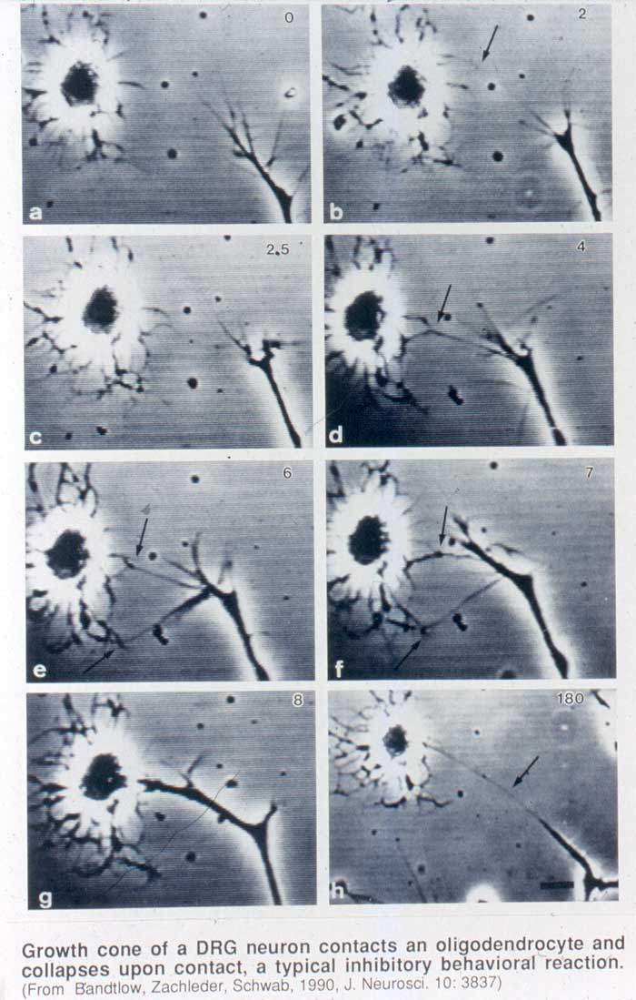 0
2
a
b
2.5
4
c
d
6
7
e
f
8
180
g
h
Growth cone of a DRG neuron contacts an oligodendrocyte and
collapses upon contact, a typical inhibitory behavioral reaction.
(From Bandtlow, Zachleder, Schwab, 1990, J. Neurosci. 10: 3837)